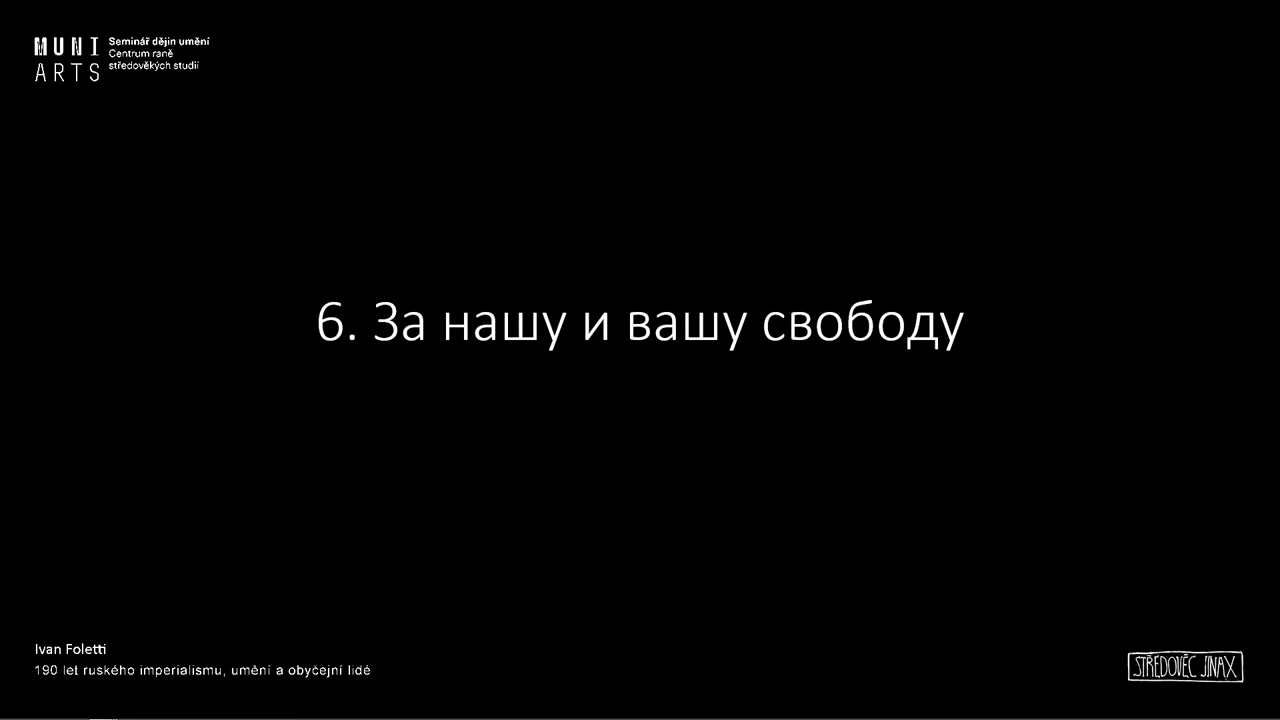 MUNI
ARTS
Seminář dějin umění
Centrum raně
středověkých studií
6. За нашу и вашу свободу
Ivan Foletti
190 let ruského imperialismu, umění a obyčejní lidé
STŘEDOVĚC JINAX